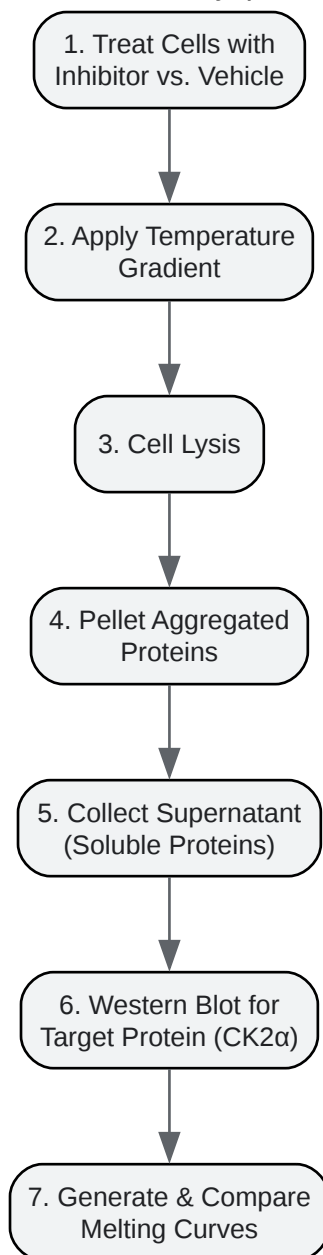 1. Treat Cells with
Inhibitor vs. Vehicle
2. Apply Temperature
Gradient
3. Cell Lysis
4. Pellet Aggregated
Proteins
5. Collect Supernatant
(Soluble Proteins)
6. Western Blot for
Target Protein (CK2α)
7. Generate & Compare
Melting Curves